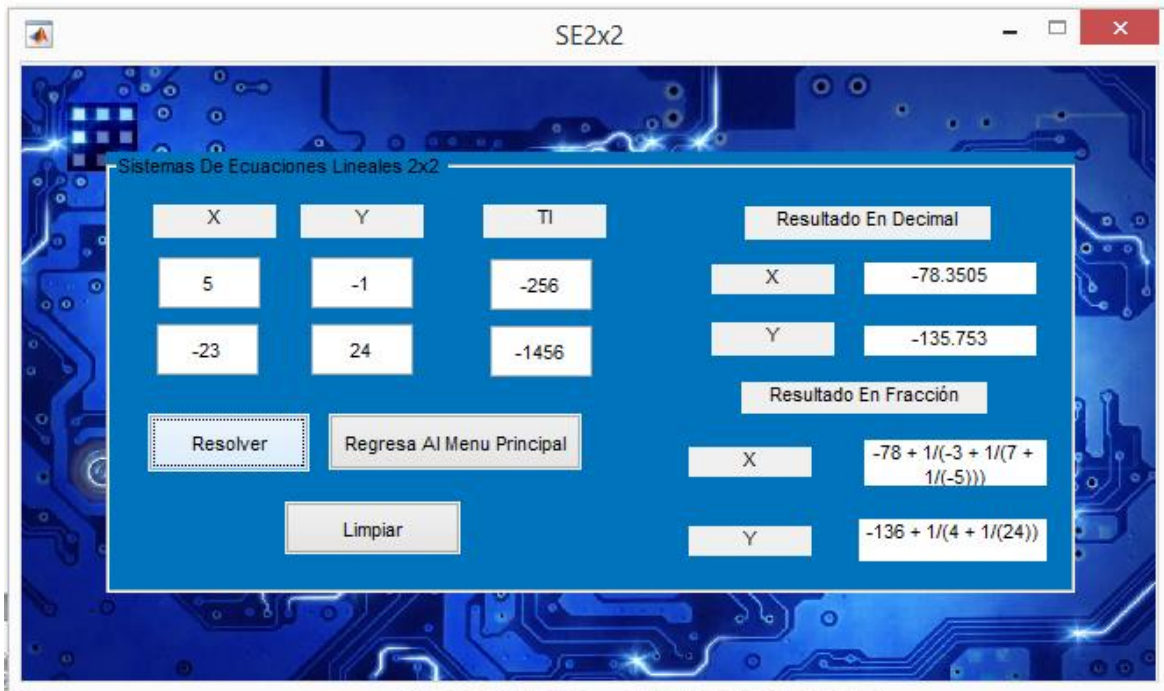 SE2x2
Sistemas De Ecuaciones Lineales 2x2
X Y TI
5 -1 -256
-23 24 -1456
Resolver Regresa Al Menu Principal
Limpiar
Resultado En Decimal
X -78.3505
Y -135.753
Resultado En Fracción
X -78 + 1/(-3 + 1/(7 +
1/(-5)))
Y -136 + 1/(4 + 1/(24))